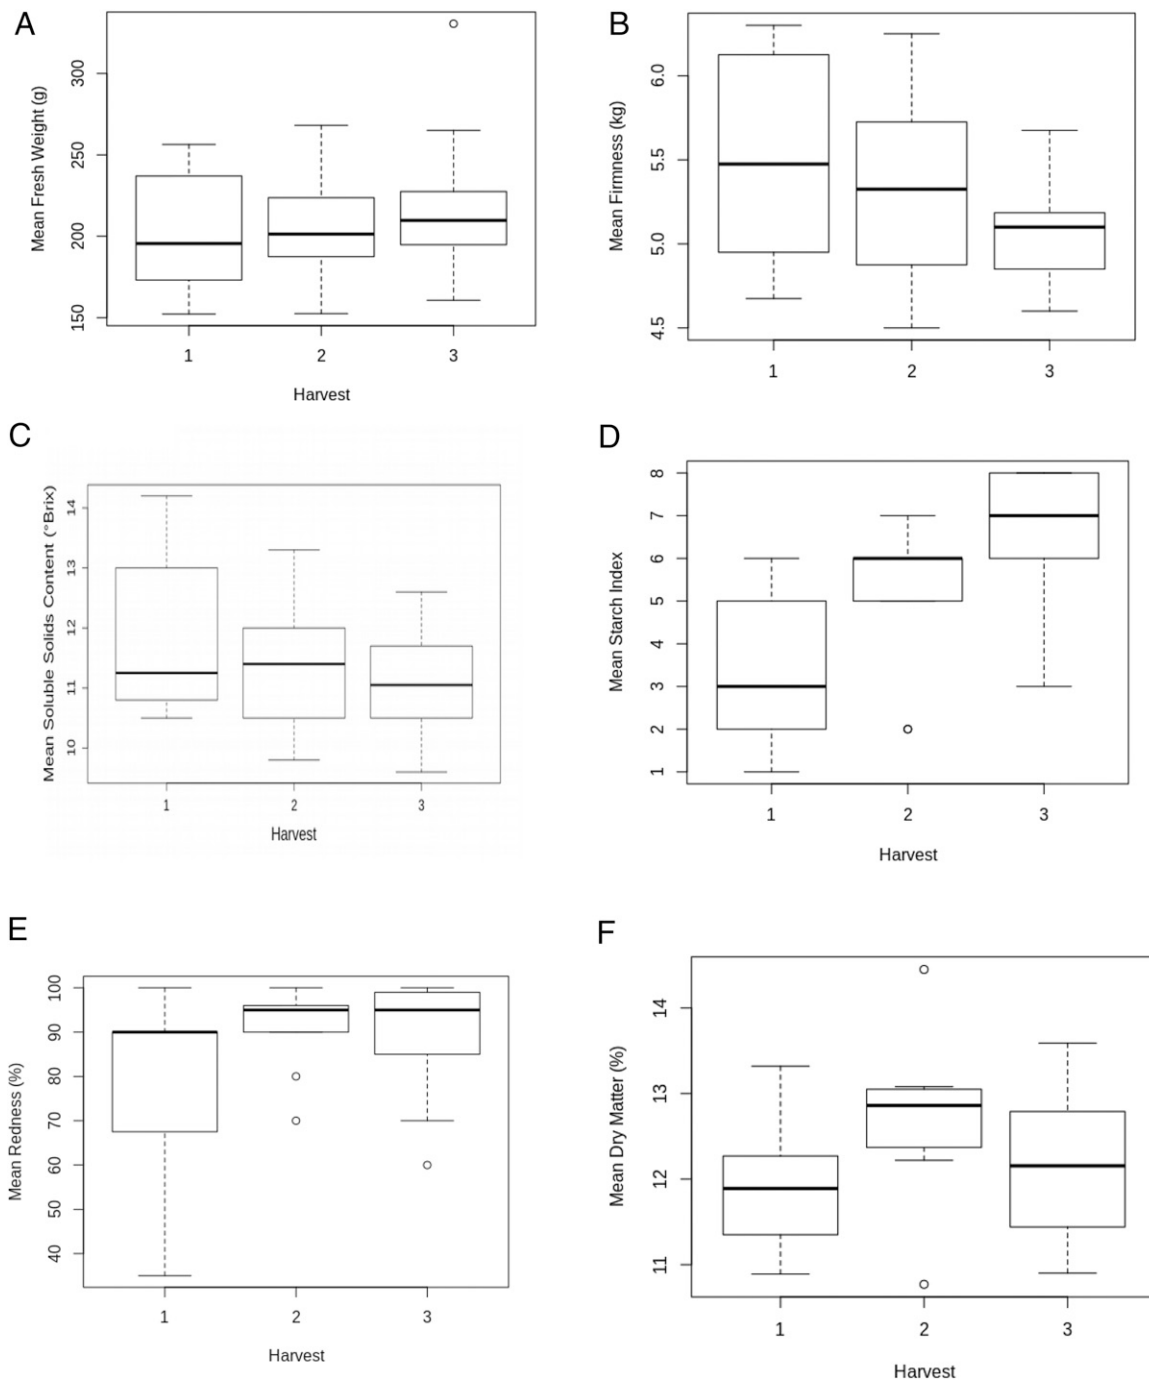 A
Mean Fresh Weight (g)
300
250
200
150
1 2 3
Harvest
B
Mean Firmness (kg)
6.0
5.5
5.0
4.5
1 2 3
C
Mean Soluble Solids Content (°Brix)
14
13
12
11
10
1 2 3
Harvest
D
Mean Starch Index
8
7
6
5
4
3
2
1
1 2 3
Harvest
E
Mean Redness (%)
100
90
80
70
60
50
40
1 2 3
Harvest
F
Mean Dry Matter (%)
14
13
12
11
1 2 3
Harvest